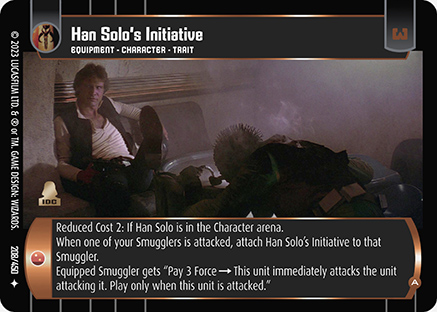 Han Solo's Initiative
EQUIPMENT - CHARACTER - TRAIT
W
IDC
Reduced Cost 2: If Han Solo is in the Character arena.
When one of your Smugglers is attacked, attach Han Solo's Initiative to that
Smuggler.
Equipped Smuggler gets "Pay 3 Force → This unit immediately attacks the unit
attacking it. Play only when this unit is attacked."
A
© 2023 LUCASFILM LTD. & ® OR TM. GAME DESIGN: WIZARDS.